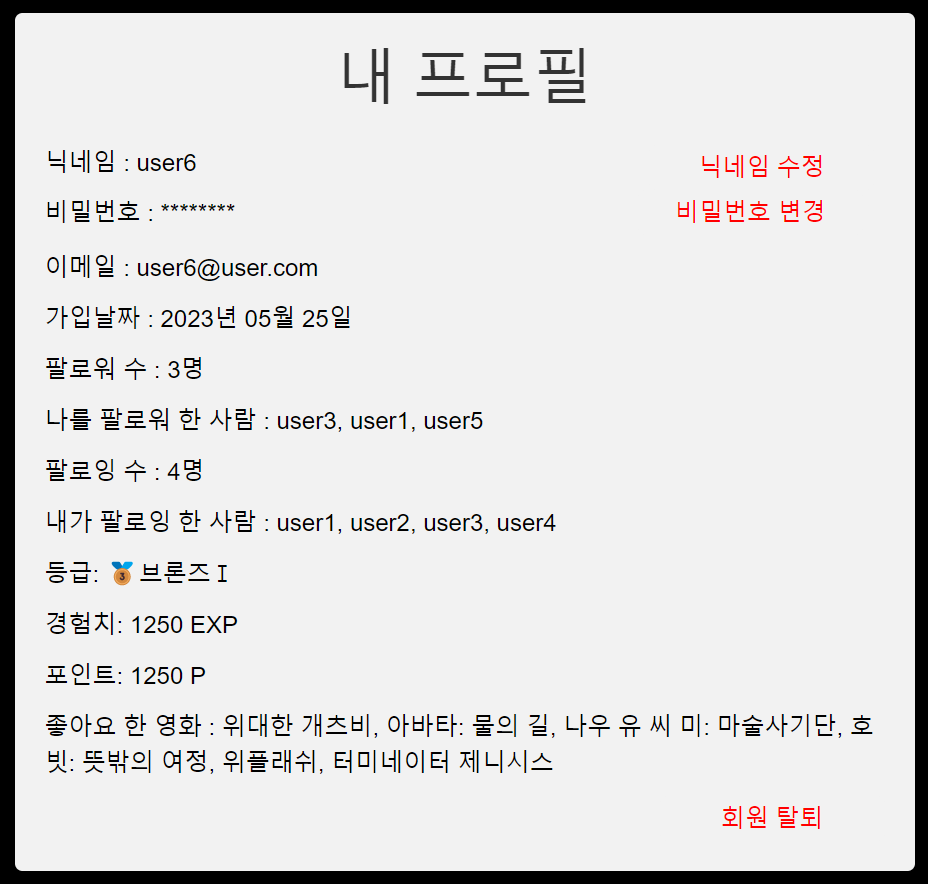 내 프로필
닉네임 : user6
닉네임 수정
비밀번호 : ********
비밀번호 변경
이메일 : user6@user.com
가입날짜 : 2023년 05월 25일
팔로워 수 : 3명
나를 팔로워 한 사람 : user3, user1, user5
팔로잉 수 : 4명
내가 팔로잉 한 사람 : user1, user2, user3, user4
등급: 🥉 브론즈 Ⅰ
경험치: 1250 EXP
포인트: 1250 P
좋아요 한 영화 : 위대한 개츠비, 아바타: 물의 길, 나우 유 씨 미: 마술사기단, 호
빗: 뜻밖의 여정, 위플래쉬, 터미네이터 제니시스
회원 탈퇴